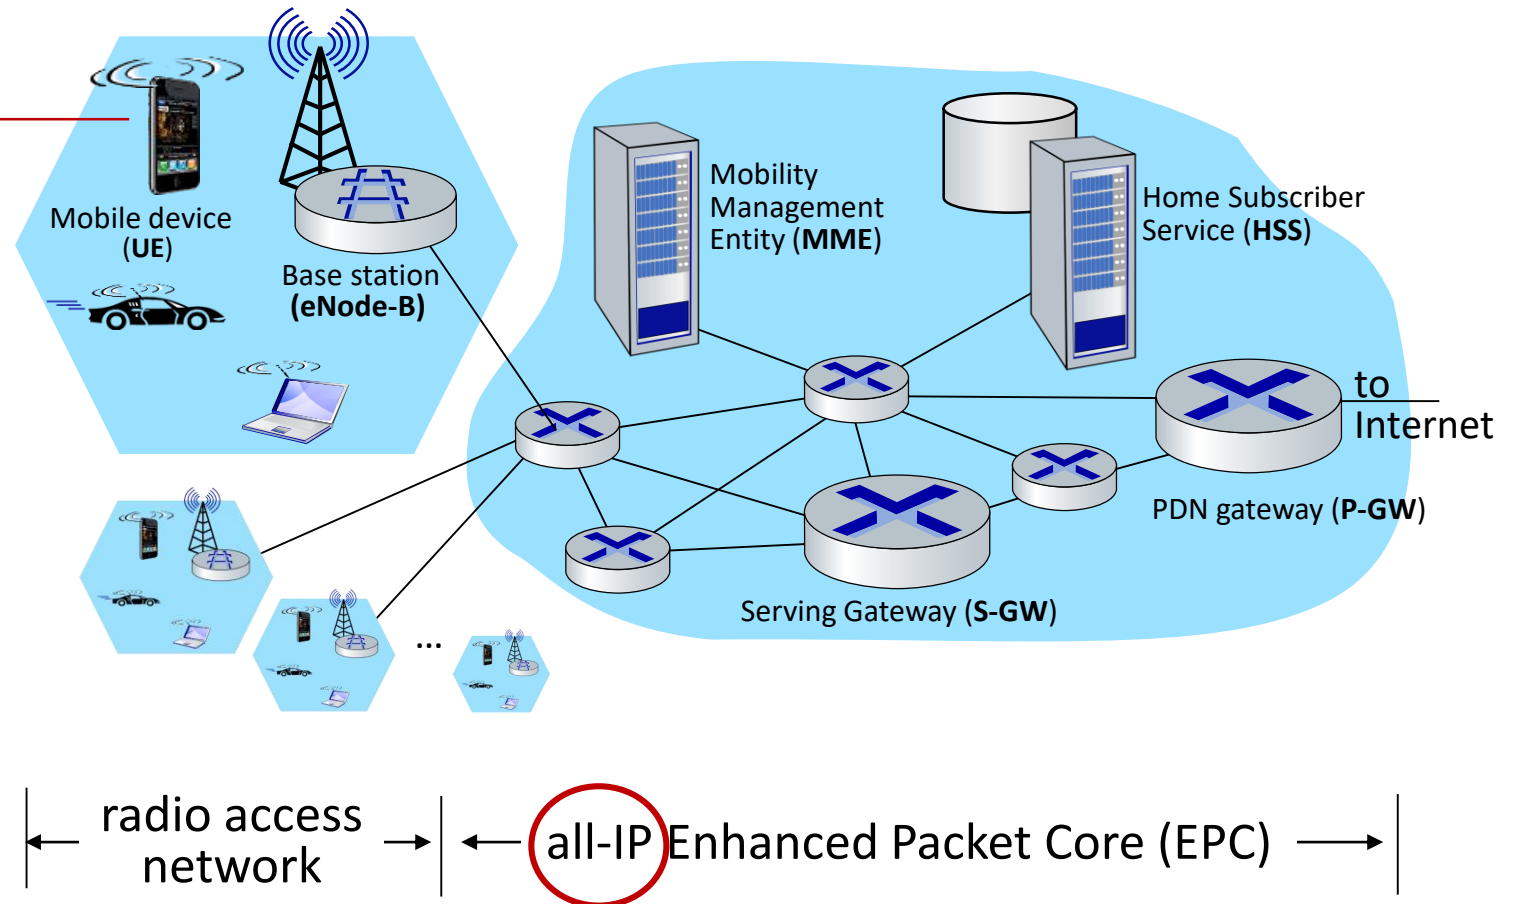 Mobile device
(UE)
Base station
(eNode-B)
Mobility
Management
Entity (MME)
Home Subscriber
Service (HSS)
to
Internet
PDN gateway (P-GW)
Serving Gateway (S-GW)
...
radio access
network
all-IP Enhanced Packet Core (EPC)